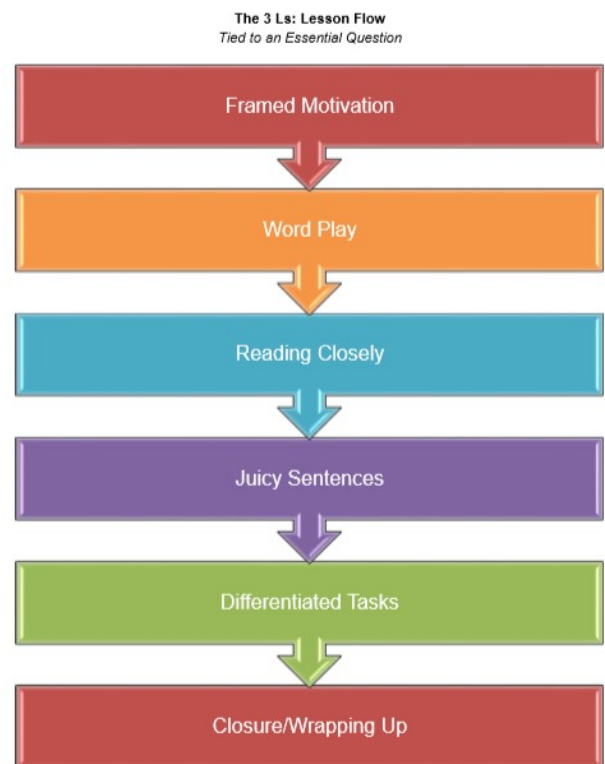 The 3 Ls: Lesson Flow
Tied to an Essential Question
Framed Motivation
Word Play
Reading Closely
Juicy Sentences
Differentiated Tasks
Closure/Wrapping Up